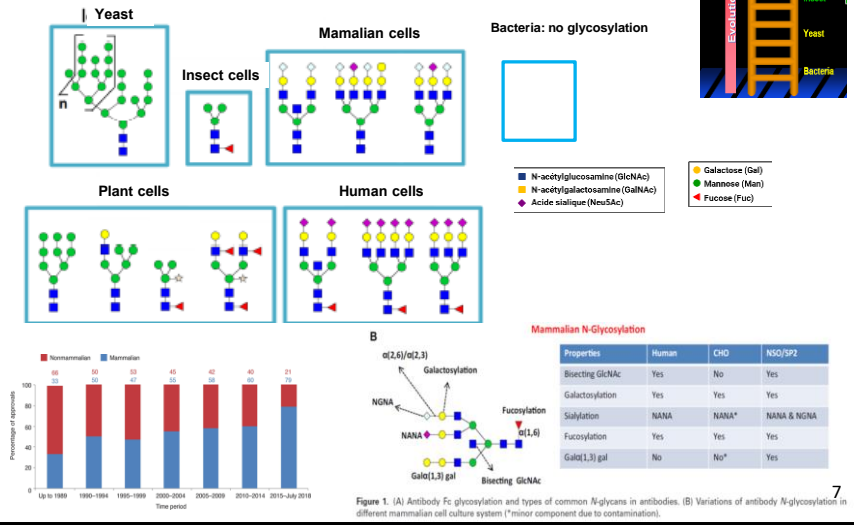 Yeast
n
Insect cells
Mamalian cells
Bacteria: no glycosylation
Evolution
Yeast
Bacteria
N-acétylglucosamine (GlcNAc)
N-acétylgalactosamine (GalNAc)
Acide sialique (Neu5Ac)
Galactose (Gal)
Mannose (Man)
Fucose (Fuc)
Plant cells
Human cells
Nonmammalian Mammalian
66 50 53 45 42 40 21
33 50 47 55 58 60 79
Percentage of approvals
100
80
60
40
20
0
Up to 1989 1990–1994 1995–1999 2000–2004 2005–2009 2010–2014 2015–July 2018
Time period
B
α(2,6)/α(2,3)
Galactosylation
NGNA
Fucosylation
α(1,6)
NANA
Galα(1,3) gal
Bisecting GlcNAc
Mammalian N-Glycosylation
Properties Human CHO NSO/SP2
Bisecting GlcNAc Yes No Yes
Galactosylation Yes Yes Yes
Sialylation NANA NANA* NANA & NGNA
Fucosylation Yes Yes Yes
Galα(1,3) gal No No* Yes
7
Figure 1. (A) Antibody Fc glycosylation and types of common N-glycans in antibodies. (B) Variations of antibody N-glycosylation in
different mammalian cell culture system (*minor component due to contamination).